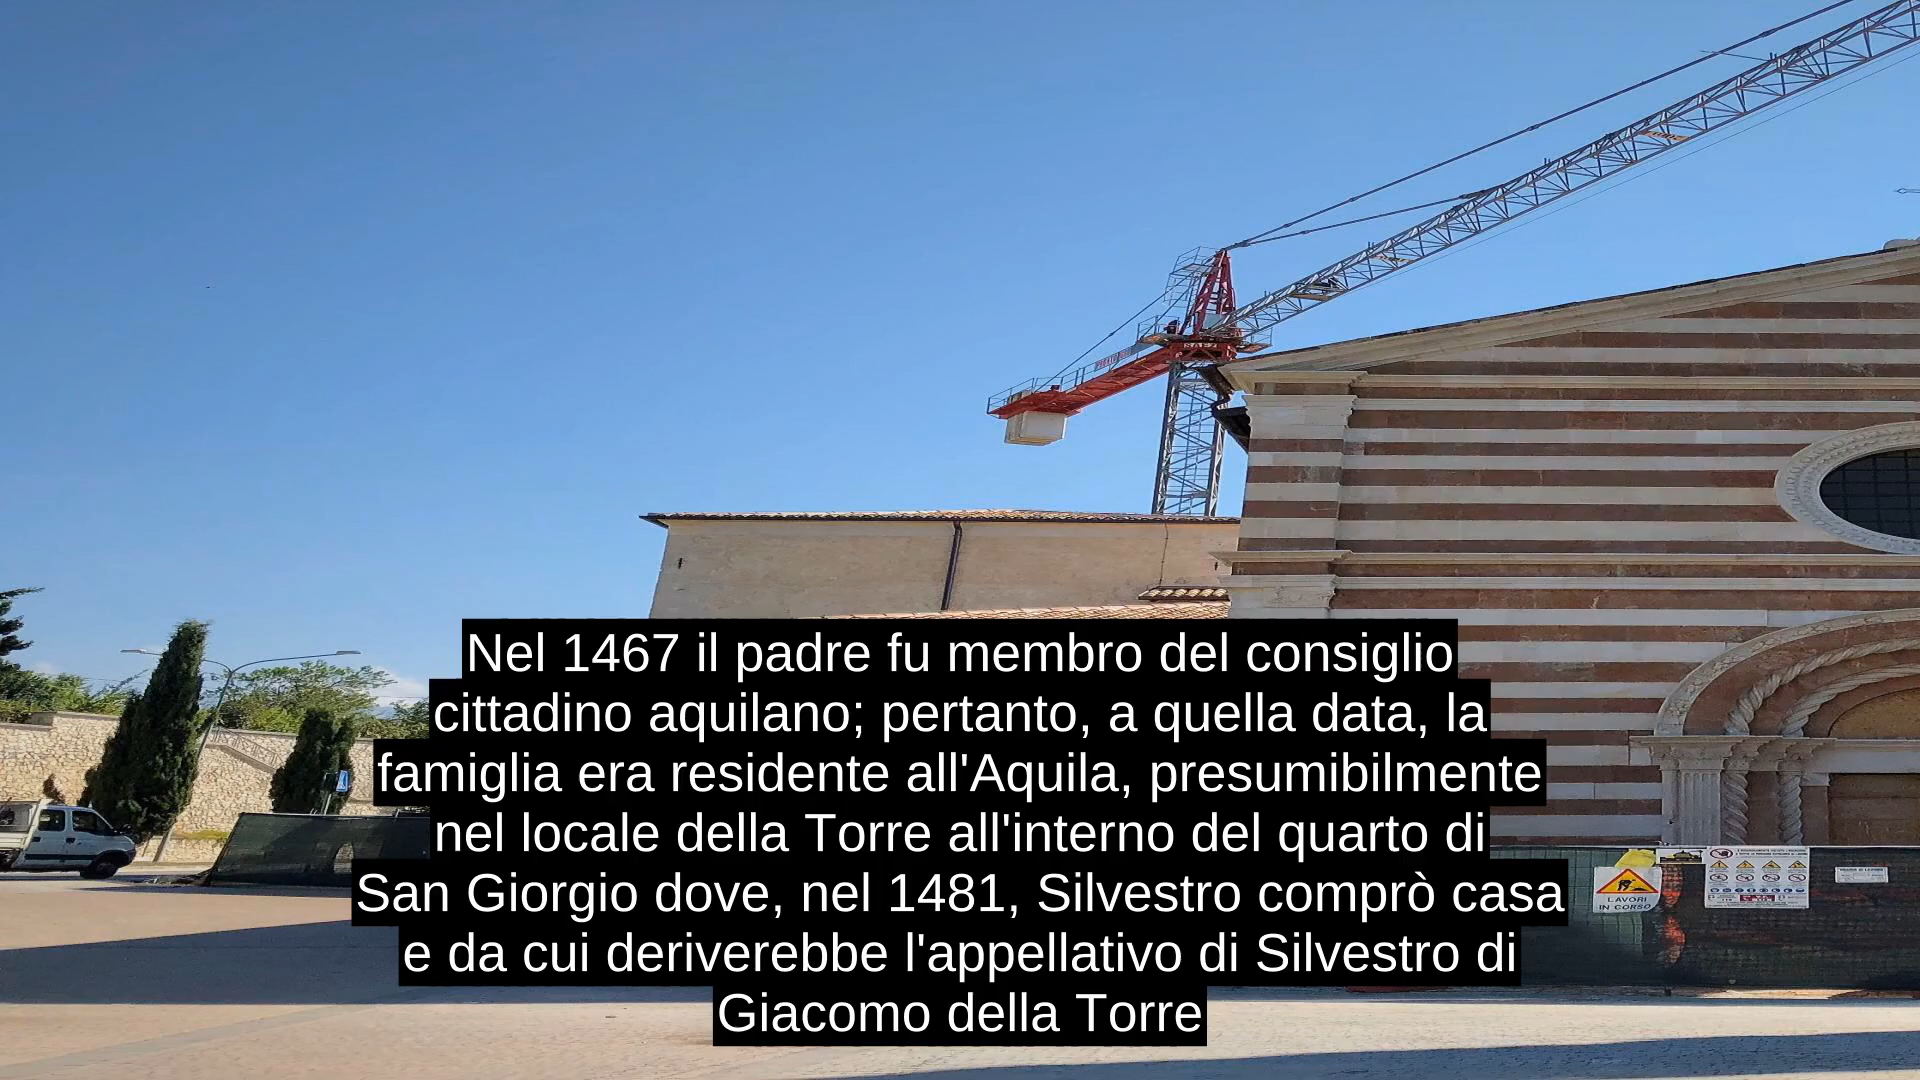 SAEZ
Nel 1467 il padre fu membro del consiglio
cittadino aquilano; pertanto, a quella data, la
famiglia era residente all'Aquila, presumibilmente
nel locale della Torre all'interno del quarto di
San Giorgio dove, nel 1481, Silvestro comprò casa
e da cui deriverebbe l'appellativo di Silvestro di
Giacomo della Torre
LAVORI
IN CORSO